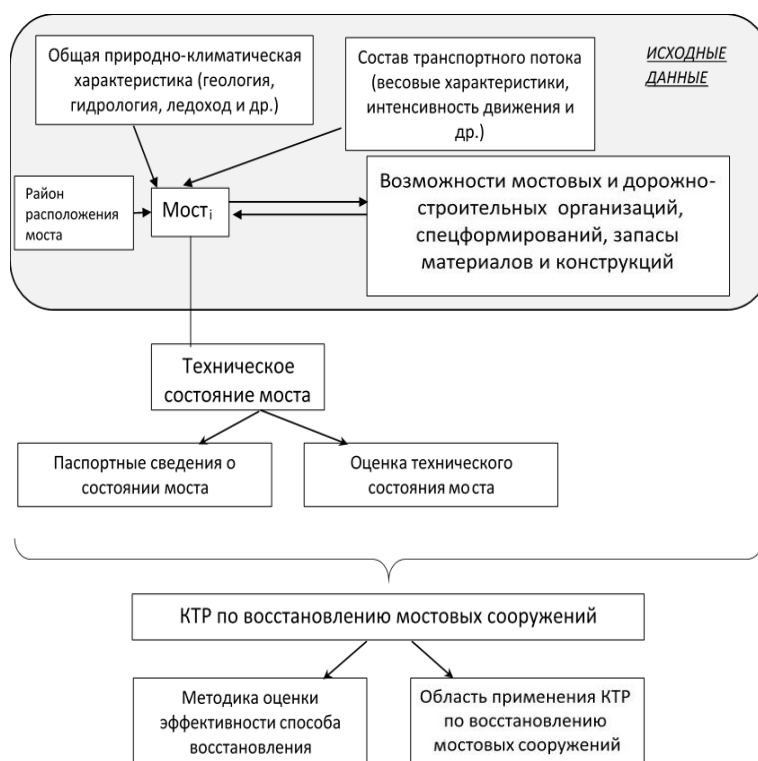 Общая природно-климатическая
характеристика (геология,
гидрология, ледоход и др.)
Состав транспортного потока
(весовые характеристики,
интенсивность движения и
др.)
ИСХОДНЫЕ
ДАННЫЕ
Район
расположения
моста
Мостi
Возможности мостовых и дорожно-
строительных организаций,
спецформирований, запасы
материалов и конструкций
Техническое
состояние моста
Паспортные сведения о
состоянии моста
Оценка технического
состояния моста
КТР по восстановлению мостовых сооружений
Методика оценки
эффективности способа
восстановления
Область применения КТР
по восстановлению
мостовых сооружений